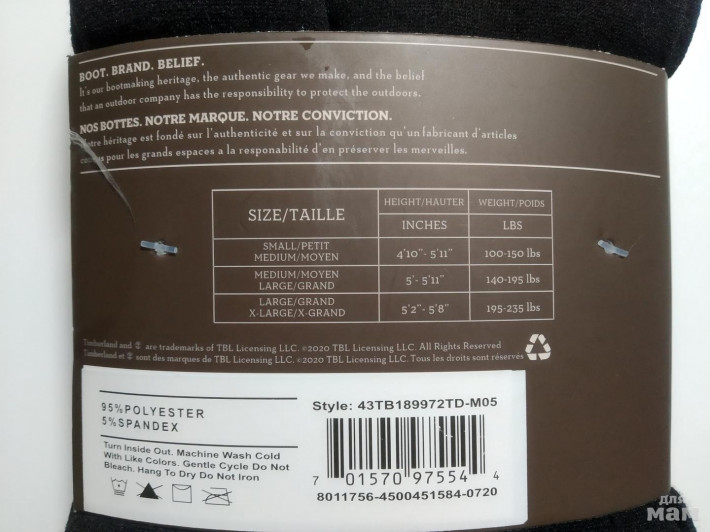 BOOT. BRAND. BELIEF.
It's our bootmaking heritage, the authentic gear we make, and the belief
that an outdoor company has the responsibility to protect the outdoors.
NOS BOTTES. NOTRE MARQUE. NOTRE CONVICTION.
Notre héritage est fondé sur l'authenticité et sur la conviction qu'un fabricant d'articles
pour les grands espaces a la responsabilité d'en préserver les merveilles.
SIZE/TAILLE HEIGHT/HAUTER WEIGHT/POIDS
INCHES LBS
SMALL/PETIT
MEDIUM/MOYEN 4'10"- 5'11" 100-150 lbs
MEDIUM/MOYEN
LARGE/GRAND 5'- 5'11" 140-195 lbs
LARGE/GRAND
X-LARGE/X-GRAND 5'2"- 5'8" 195-235 lbs
Timberland and are trademarks of TBL Licensing LLC. ©2020 TBL Licensing LLC. All Rights Reserved
Timberland et sont des marques de TBL Licensing LLC. ©2020 TBL Licensing LLC. Tous les droits sont réservés
95%POLYESTER
5%SPANDEX
Turn Inside Out. Machine Wash Cold
With Like Colors. Gentle Cycle Do Not
Bleach. Hang To Dry Do Not Iron
Style: 43TB189972TD-M05
7 01570 97554 4
8011756-4500451584-0720
для
мам